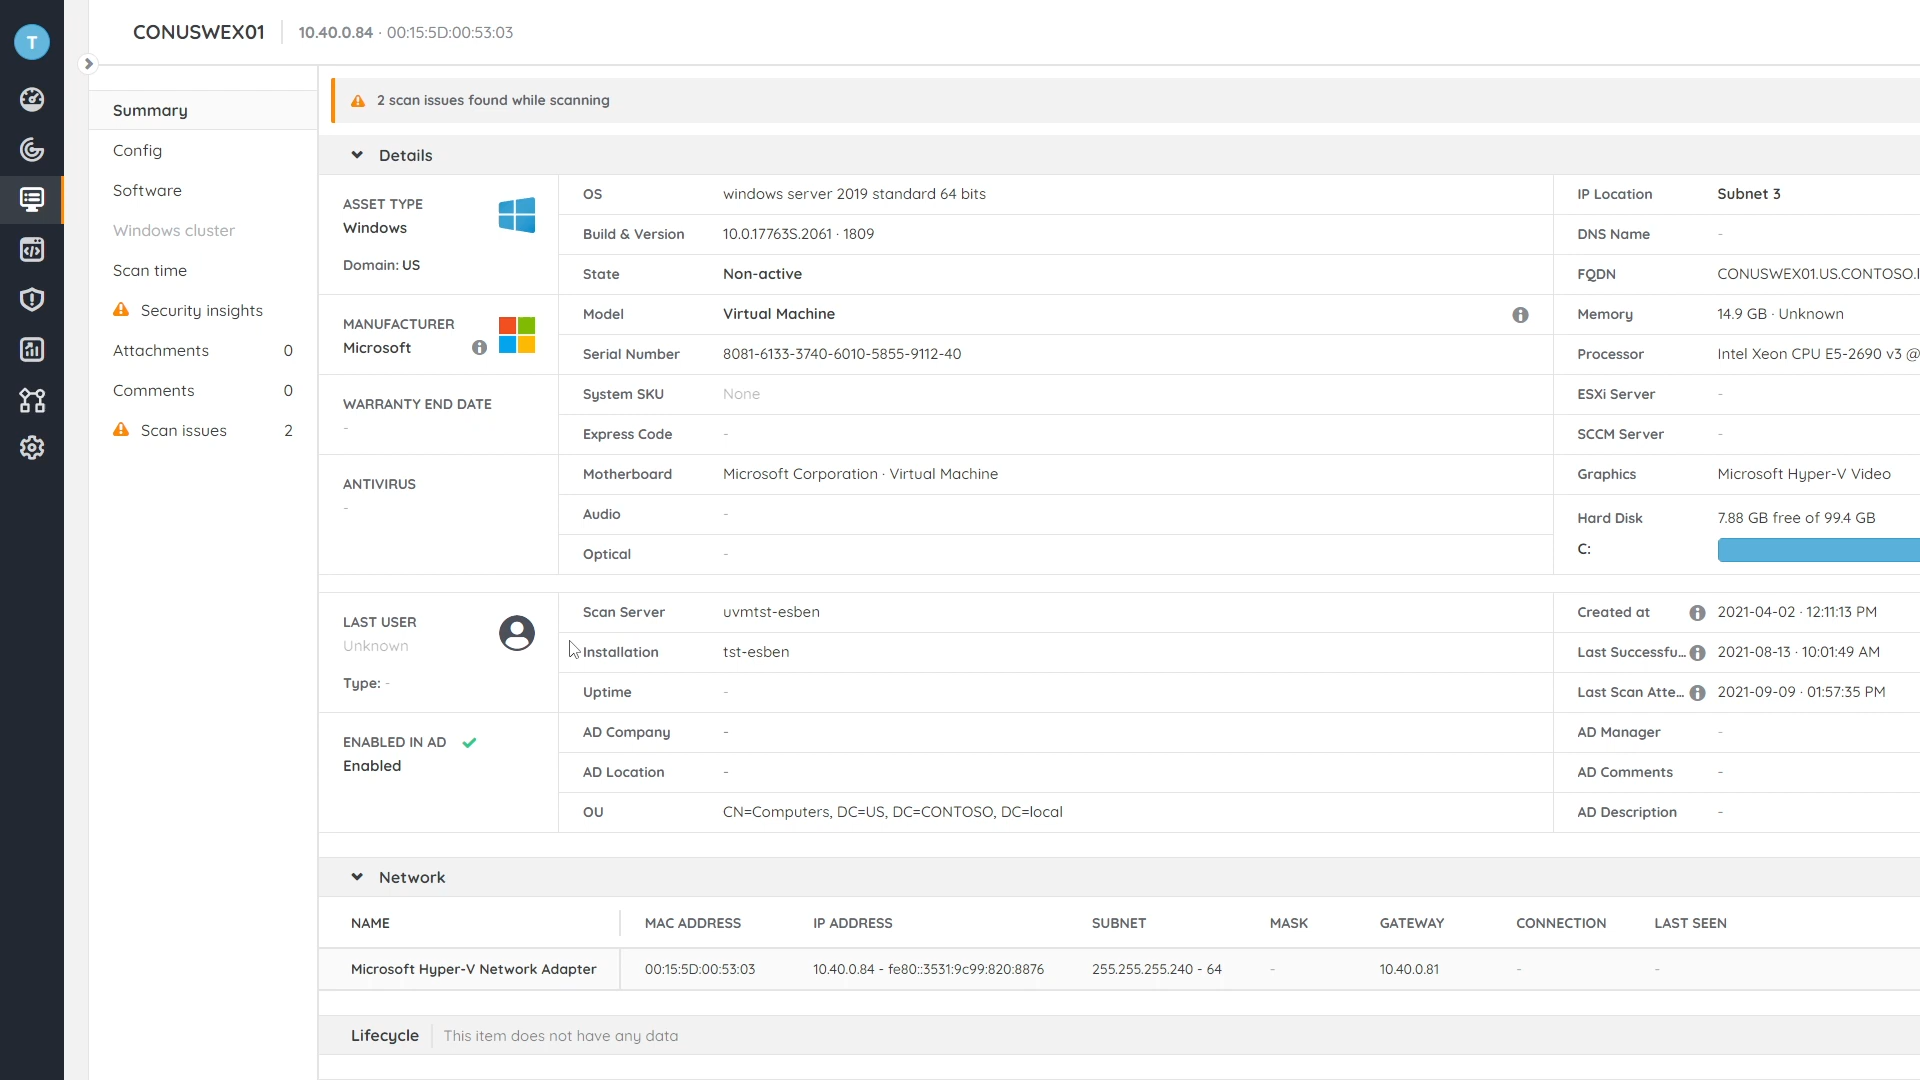 T
CONUSWEX01
10.40.0.84 · 00:15:5D:00:53:03
Summary
Config
Software
Windows cluster
Scan time
Security insights
Attachments 0
Comments 0
Scan issues 2
2 scan issues found while scanning
Details
ASSET TYPE
Windows
Domain: US
MANUFACTURER
Microsoft
WARRANTY END DATE
-
ANTIVIRUS
-
OS windows server 2019 standard 64 bits
Build & Version 10.0.17763S.2061 · 1809
State Non-active
Model Virtual Machine
Serial Number 8081-6133-3740-6010-5855-9112-40
System SKU None
Express Code -
Motherboard Microsoft Corporation · Virtual Machine
Audio -
Optical -
IP Location Subnet 3
DNS Name -
FQDN CONUSWEX01.US.CONTOSO.
Memory 14.9 GB · Unknown
Processor Intel Xeon CPU E5-2690 v3 @
ESXi Server -
SCCM Server -
Graphics Microsoft Hyper-V Video
Hard Disk 7.88 GB free of 99.4 GB
C:
LAST USER
Unknown
Type: -
ENABLED IN AD
Enabled
Scan Server uvmtst-esben
Installation tst-esben
Uptime -
AD Company -
AD Location -
OU CN=Computers, DC=US, DC=CONTOSO, DC=local
Created at 2021-04-02 · 12:11:13 PM
Last Successfu... 2021-08-13 · 10:01:49 AM
Last Scan Atte... 2021-09-09 · 01:57:35 PM
AD Manager -
AD Comments -
AD Description -
Network
NAME MAC ADDRESS IP ADDRESS SUBNET MASK GATEWAY CONNECTION LAST SEEN
Microsoft Hyper-V Network Adapter 00:15:5D:00:53:03 10.40.0.84 - fe80::3531:9c99:820:8876 255.255.255.240 - 64 - 10.40.0.81 - -
Lifecycle This item does not have any data